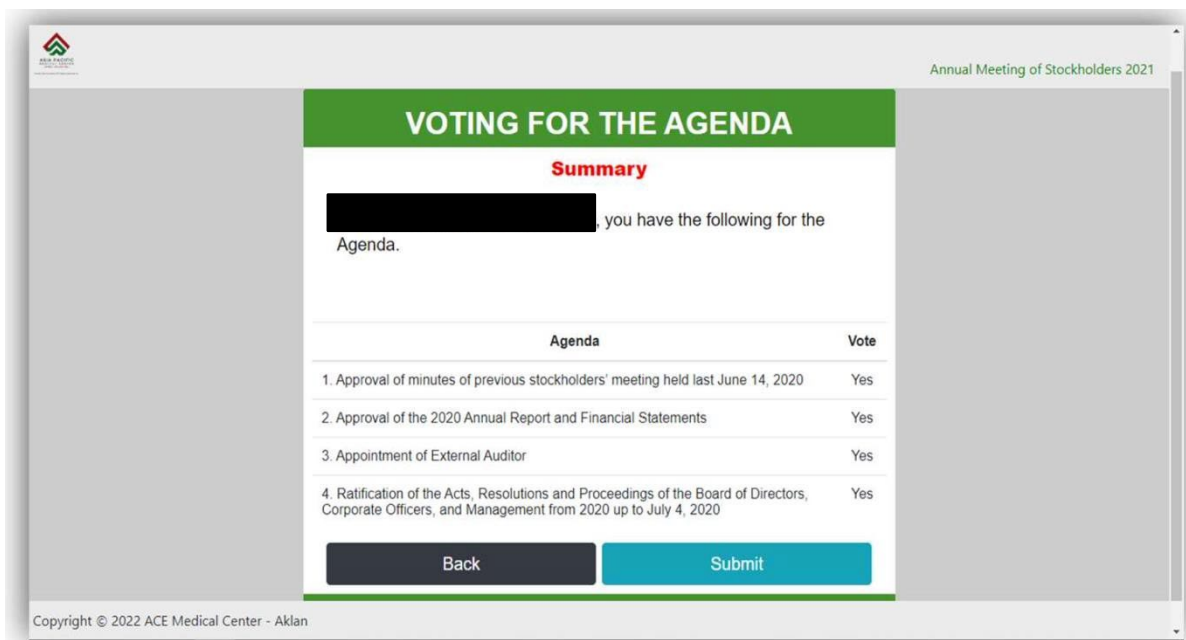 ASIA PACIFIC
Annual Meeting of Stockholders 2021
VOTING FOR THE AGENDA
Summary
, you have the following for the
Agenda.
Agenda Vote
1. Approval of minutes of previous stockholders' meeting held last June 14, 2020 Yes
2. Approval of the 2020 Annual Report and Financial Statements Yes
3. Appointment of External Auditor Yes
4. Ratification of the Acts, Resolutions and Proceedings of the Board of Directors, Yes
Corporate Officers, and Management from 2020 up to July 4, 2020
Back Submit
Copyright © 2022 ACE Medical Center - Aklan